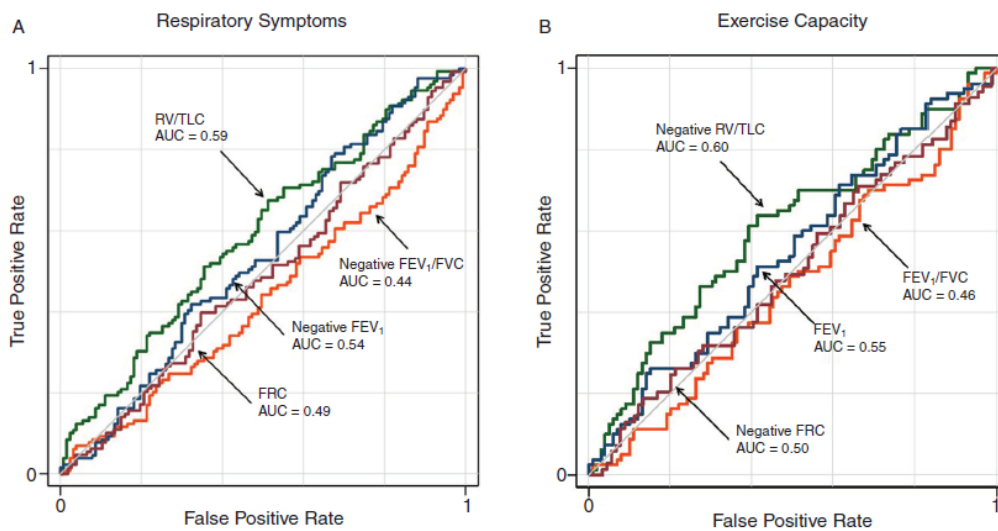 A
Respiratory Symptoms
1
RV/TLC
AUC = 0.59
Negative FEV₁/FVC
AUC = 0.44
Negative FEV₁
AUC = 0.54
FRC
AUC = 0.49
True Positive Rate
0
0
1
False Positive Rate
B
Exercise Capacity
1
Negative RV/TLC
AUC = 0.60
FEV₁/FVC
AUC = 0.46
FEV₁
AUC = 0.55
Negative FRC
AUC = 0.50
True Positive Rate
0
0
1
False Positive Rate